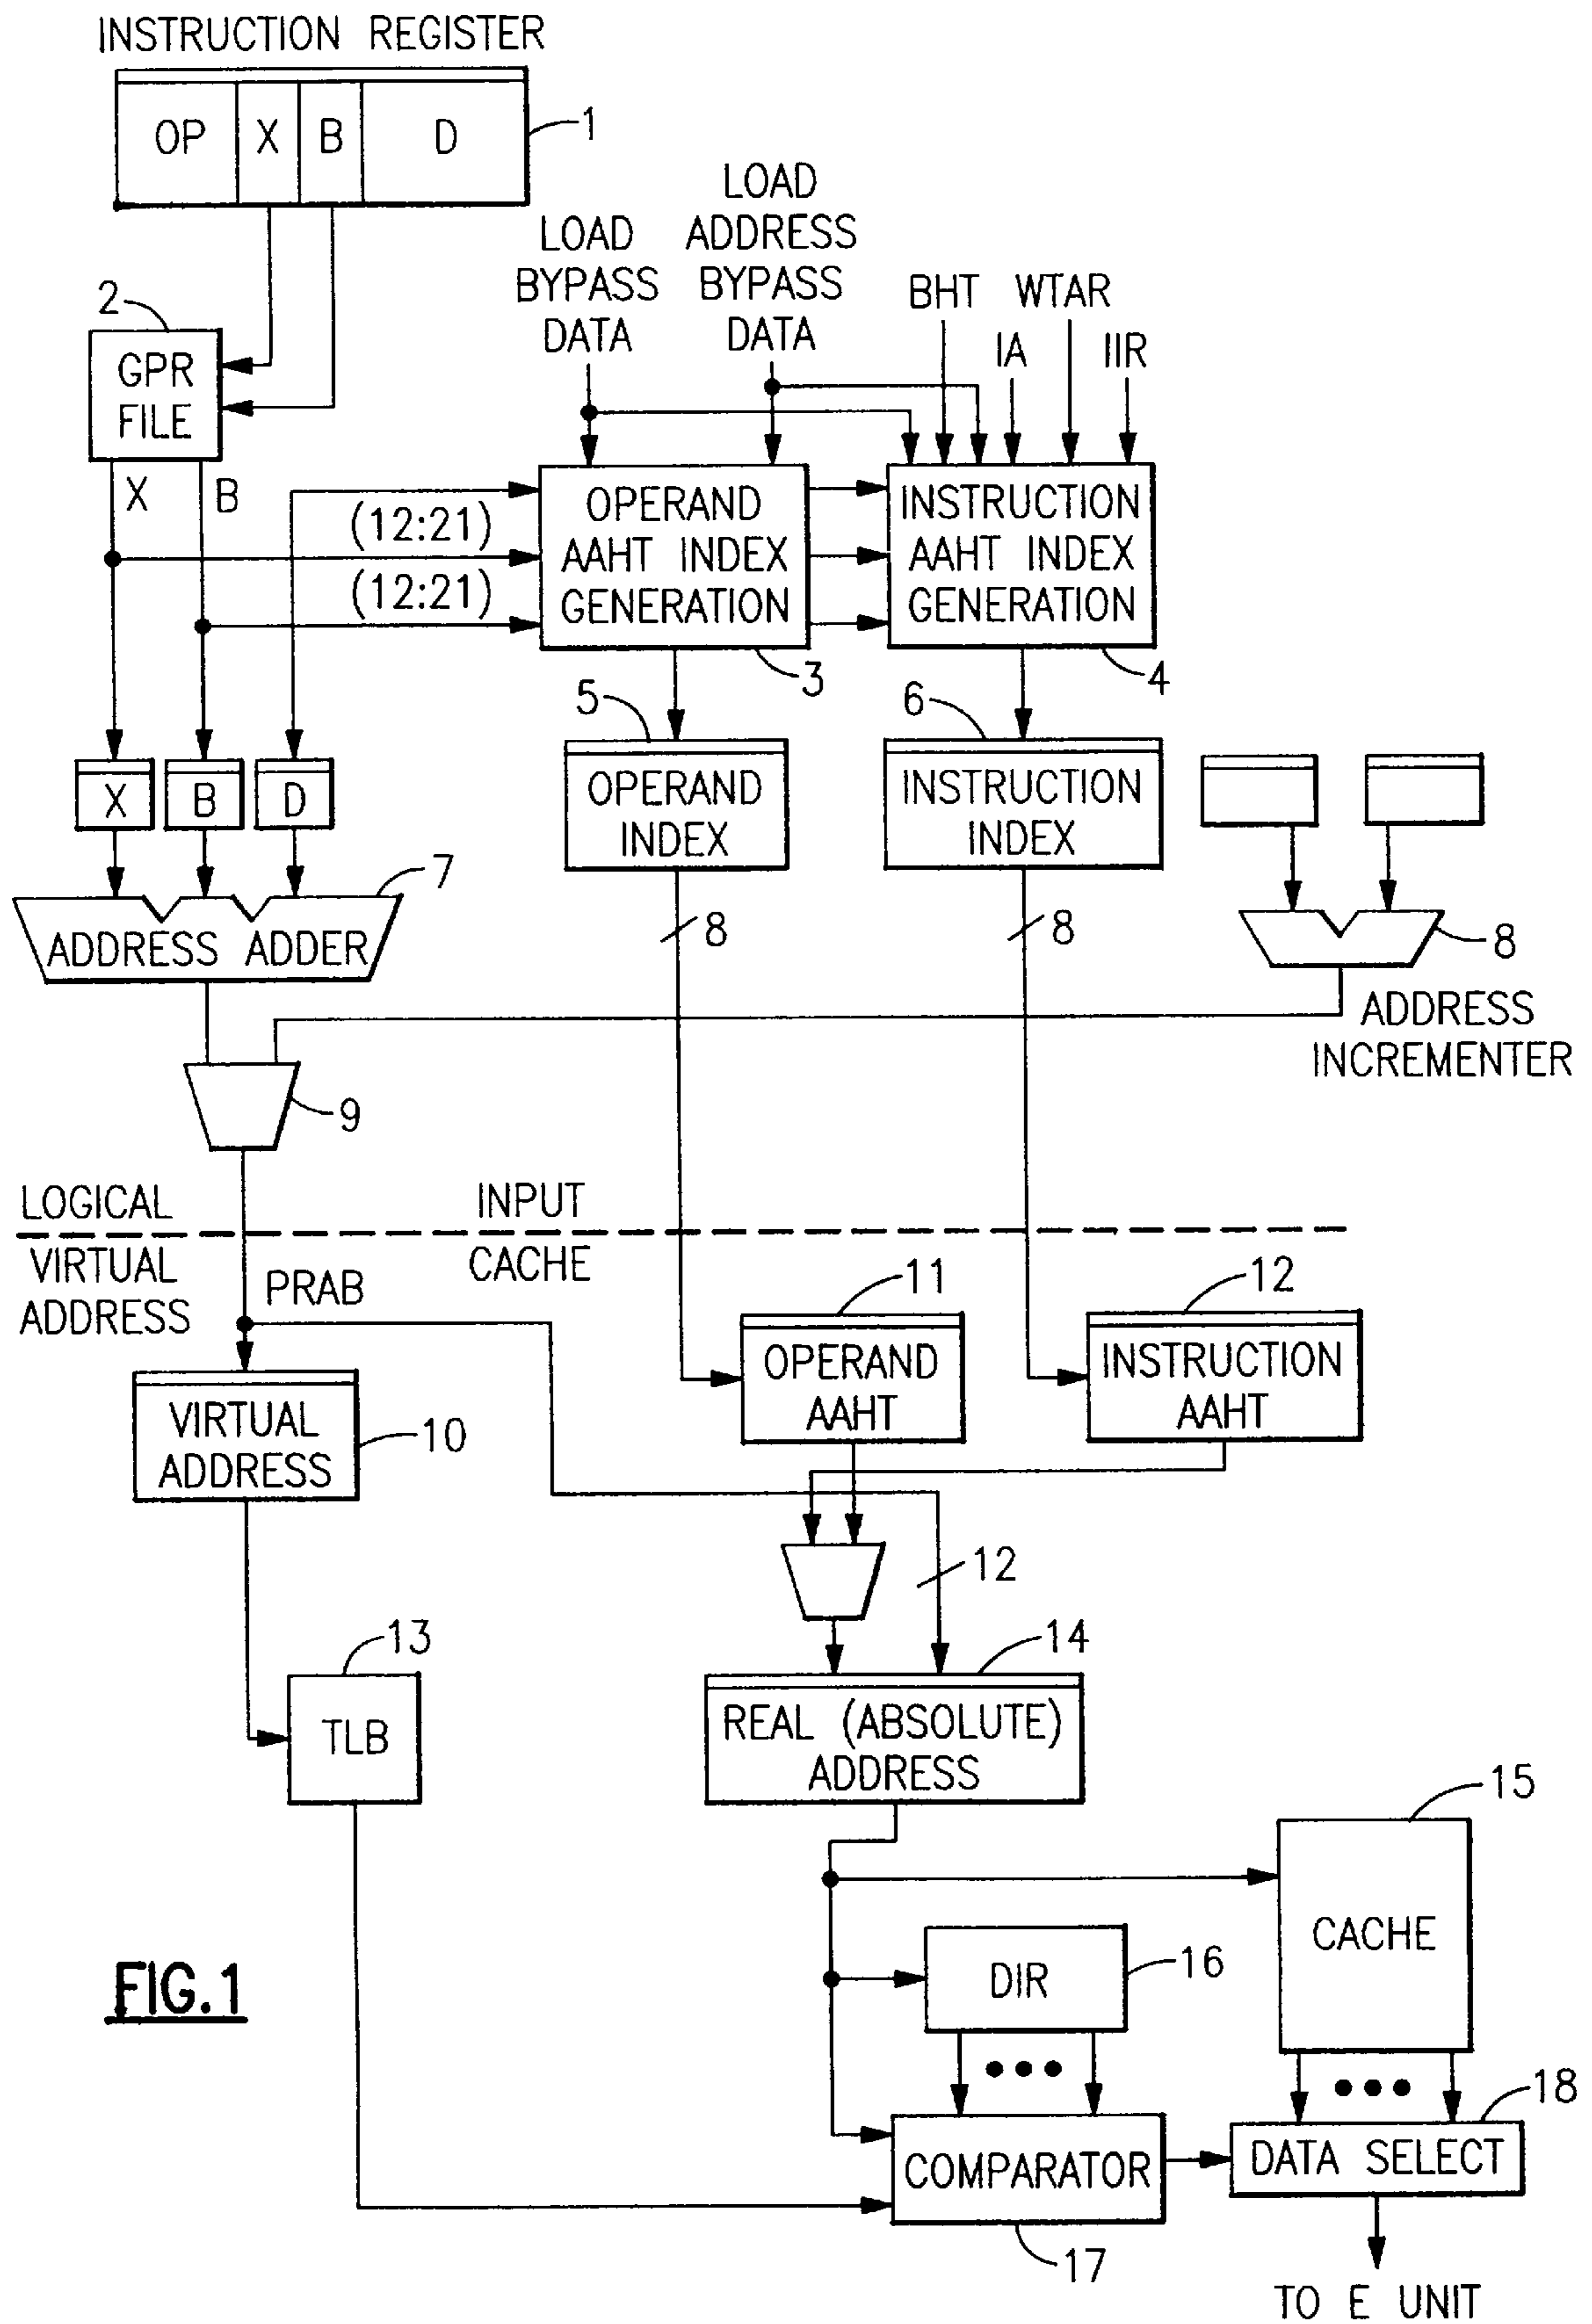 INSTRUCTION REGISTER
OP X B D
1
LOAD
BYPASS
DATA
LOAD
ADDRESS
BYPASS
DATA
BHT WTAR
IA IIR
2
GPR
FILE
X B
(12:21)
(12:21)
OPERAND
AAHT INDEX
GENERATION
3
INSTRUCTION
AAHT INDEX
GENERATION
4
X B D
5
OPERAND
INDEX
6
INSTRUCTION
INDEX
7
ADDRESS ADDER
8
8
8
ADDRESS
INCREMENTER
9
LOGICAL INPUT
VIRTUAL
ADDRESS
CACHE
PRAB
VIRTUAL
ADDRESS
10
11
OPERAND
AAHT
12
INSTRUCTION
AAHT
12
13
TLB
14
REAL (ABSOLUTE)
ADDRESS
15
CACHE
DIR
16
COMPARATOR
17
18
DATA SELECT
TO E UNIT
FIG.1